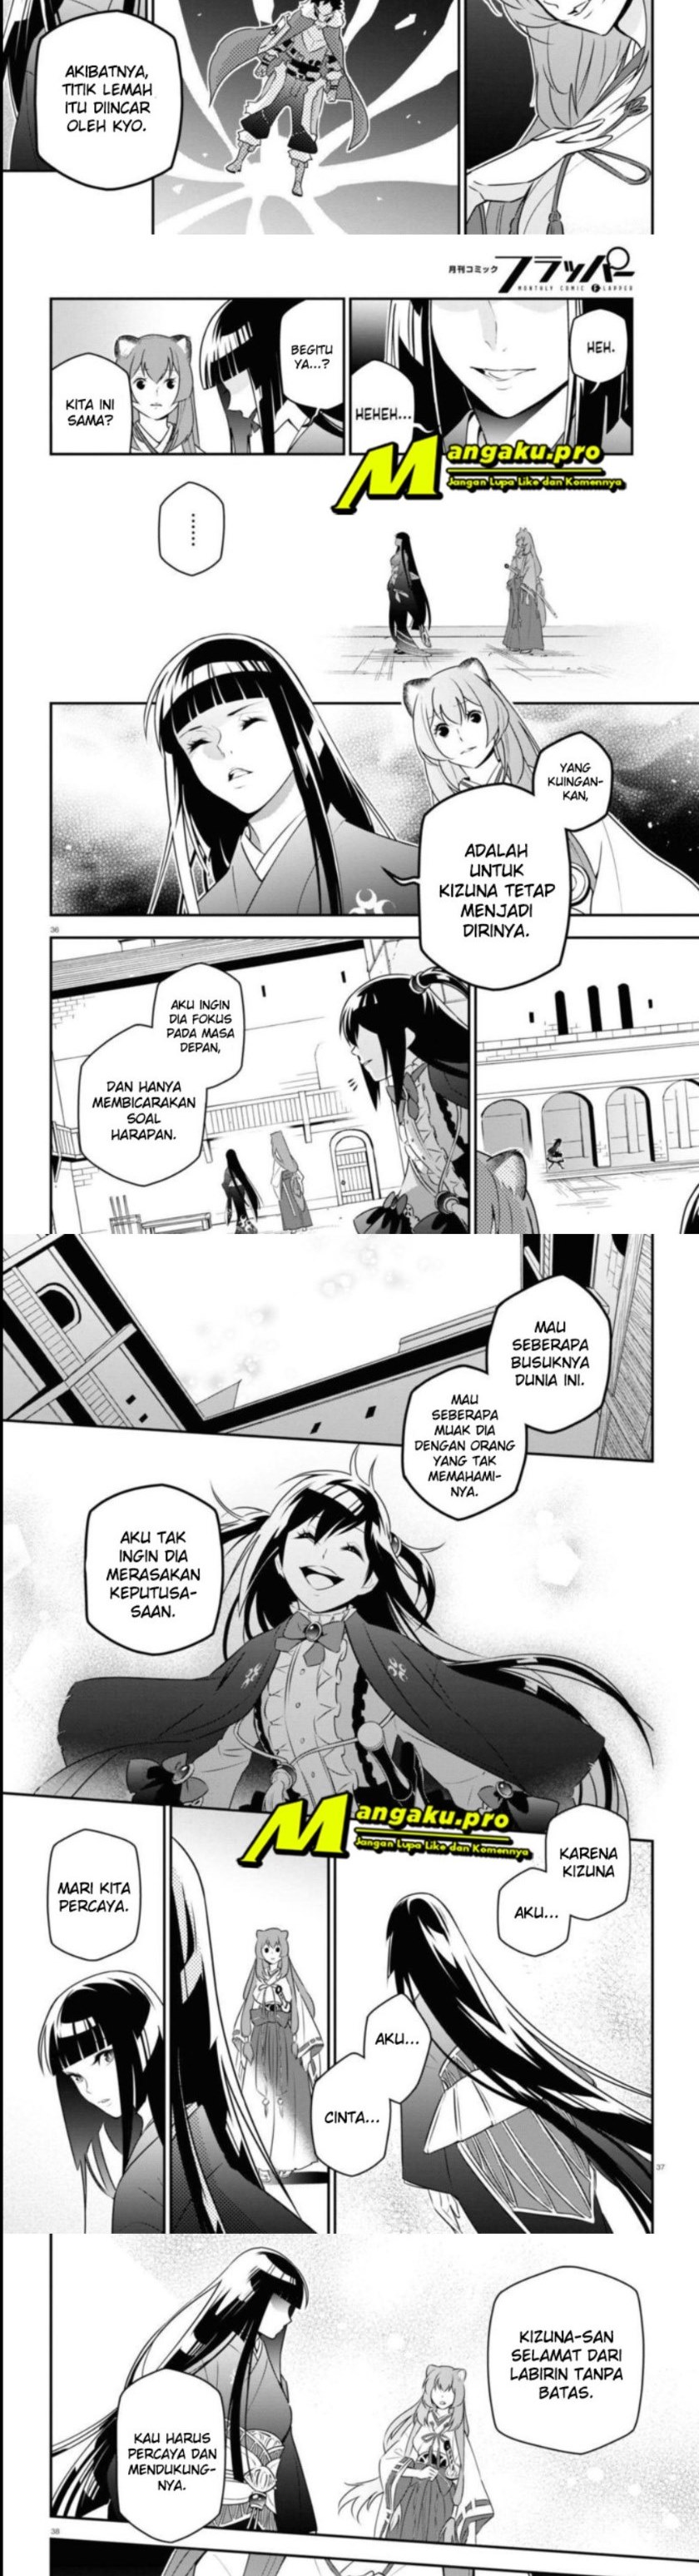 AKIBATNYA,
TITIK LEMAH
ITU DIINCAR
OLEH KYO.
月刊コミック
フラッパー
MONTHLY COMIC FLAPPER
HEH.
HEHEH...
BEGITU
YA...?
KITA INI
SAMA?
Mangaku.pro
Jangan Lupa Like dan Komennya
.......
YANG
KUINGAN-
KAN,
ADALAH
UNTUK
KIZUNA TETAP
MENJADI
DIRINYA.
36
AKU INGIN
DIA FOKUS
PADA MASA
DEPAN,
DAN HANYA
MEMBICARAKAN
SOAL
HARAPAN.
MAU
SEBERAPA
BUSUKNYA
DUNIA INI.
MAU
SEBERAPA
MUAK DIA
DENGAN ORANG
YANG TAK
MEMAHAMI-
NYA.
AKU TAK
INGIN DIA
MERASAKAN
KEPUTUSA-
SAAN.
Mangaku.pro
Jangan Lupa Like dan Komennya
KARENA
KIZUNA
AKU...
AKU...
CINTA...
MARI KITA
PERCAYA.
37
KIZUNA-SAN
SELAMAT DARI
LABIRIN TANPA
BATAS.
KAU HARUS
PERCAYA DAN
MENDUKUNG-
NYA.
38